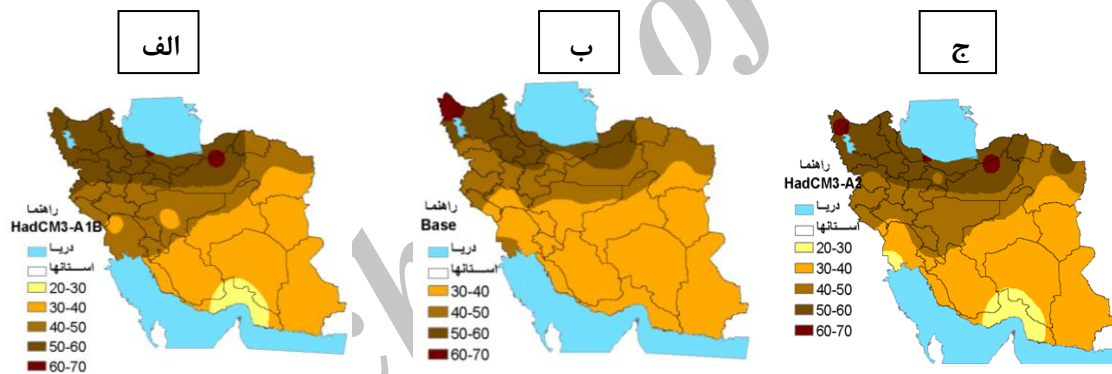 الف
ب
ج
راهنما
HadCM3-A1B
دریا
استانها
20-30
30-40
40-50
50-60
60-70
راهنما
Base
دریا
استانها
30-40
40-50
50-60
60-70
راهنما
HadCM3-A2
دریا
استانها
20-30
30-40
40-50
50-60
60-70